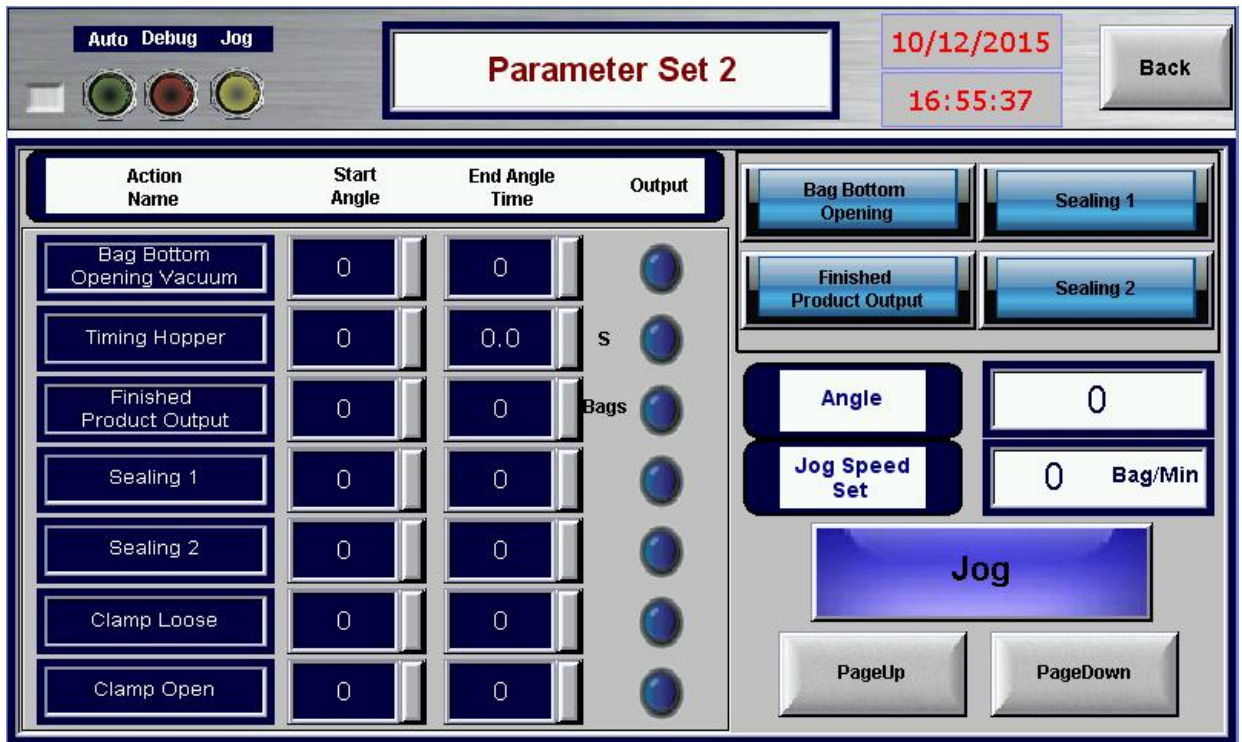 Auto Debug Jog
Parameter Set 2
10/12/2015
16:55:37
Back
Action
Name
Start
Angle
End Angle
Time
Output
Bag Bottom
Opening Vacuum
0
0
Timing Hopper
0
0.0
S
Finished
Product Output
0
0
Bags
Sealing 1
0
0
Sealing 2
0
0
Clamp Loose
0
0
Clamp Open
0
0
Bag Bottom
Opening
Sealing 1
Finished
Product Output
Sealing 2
Angle
0
Jog Speed
Set
0 Bag/Min
Jog
PageUp
PageDown